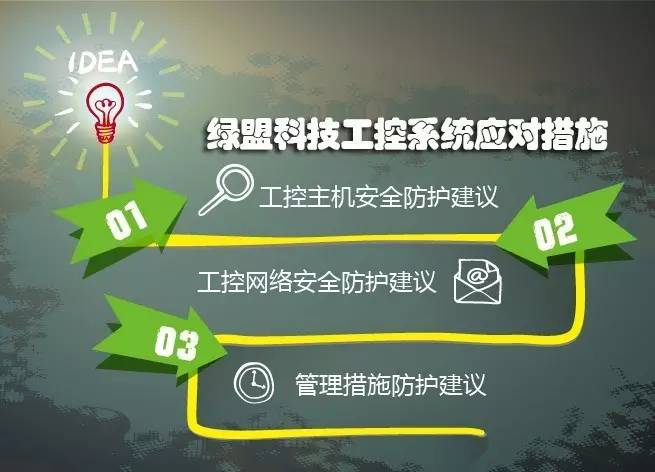 IDEA
绿盟科技工控系统应对措施
01
工控主机安全防护建议
02
工控网络安全防护建议
@
03
管理措施防护建议